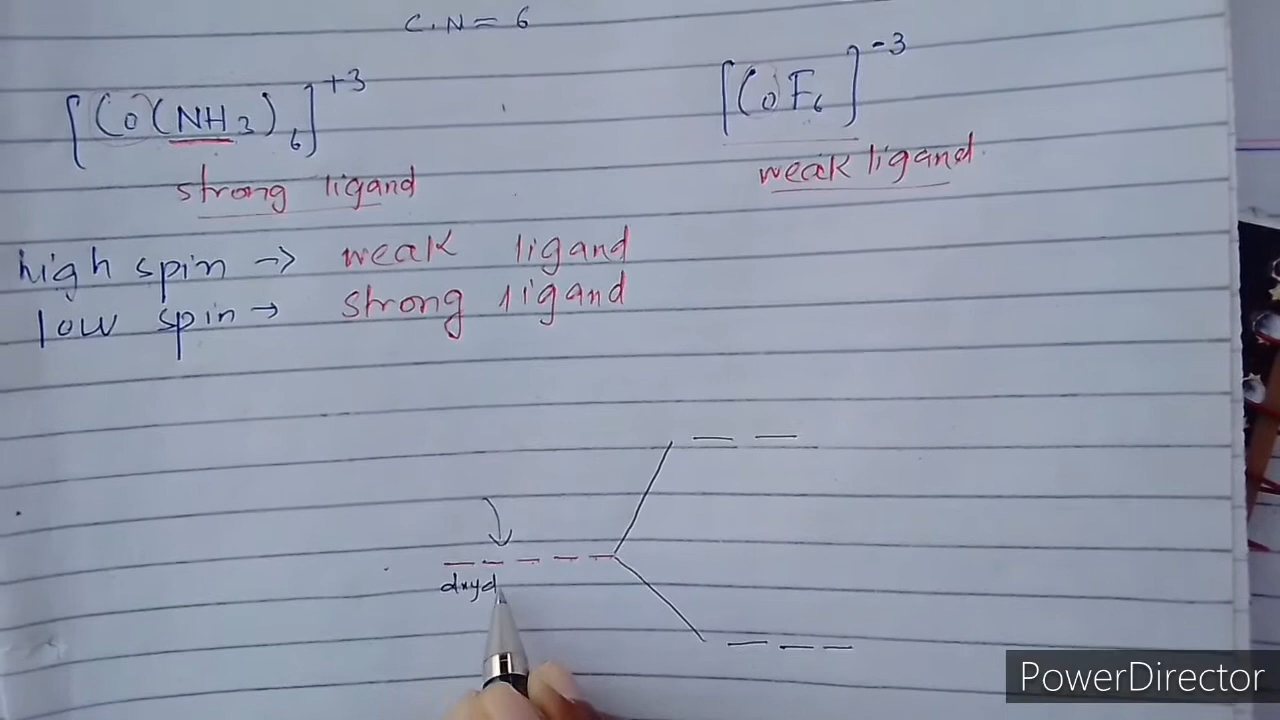 C.N = 6
[Co(NH3)6]+3
[CoF6]-3
strong ligand
weak ligand.
high spin -> weak ligand
low spin -> strong ligand
dxyd
PowerDirector